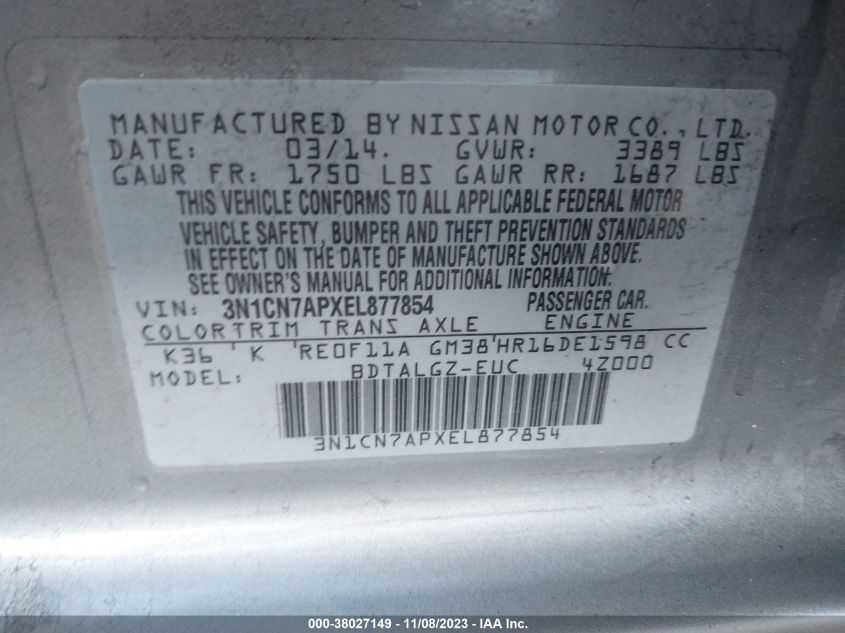 MANUFACTURED BY NISSAN MOTOR CO., LTD.
DATE: 03/14. GVWR: 3389 LBS
GAWR FR: 1750 LBS GAWR RR: 1687 LBS
THIS VEHICLE CONFORMS TO ALL APPLICABLE FEDERAL MOTOR
VEHICLE SAFETY, BUMPER AND THEFT PREVENTION STANDARDS
IN EFFECT ON THE DATE OF MANUFACTURE SHOWN ABOVE.
SEE OWNER'S MANUAL FOR ADDITIONAL INFORMATION.
VIN: 3N1CN7APXEL877854 PASSENGER CAR.
COLOR TRIM TRANS AXLE ENGINE
K36 ' K 'RE0F11A GM38'HR16DE1598 CC
MODEL: BDTALGZ-EUC 4Z000
3N1CN7APXEL877854
000-38027149 - 11/08/2023 - IAA Inc.